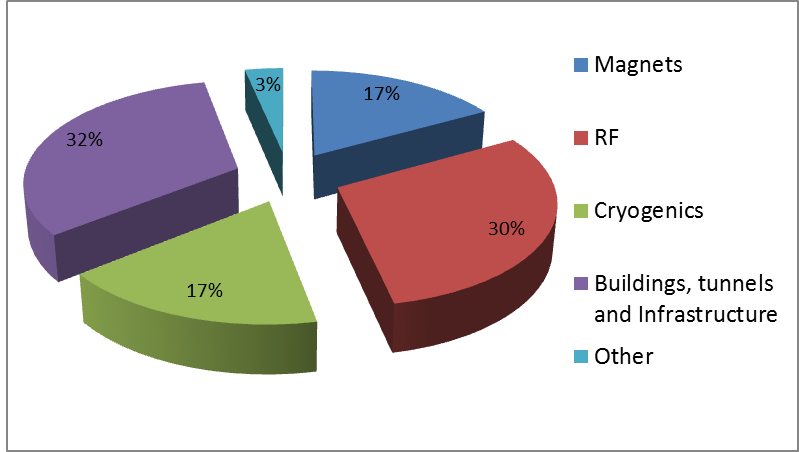 3%
17%
32%
30%
17%
Magnets
RF
Cryogenics
Buildings, tunnels
and Infrastructure
Other